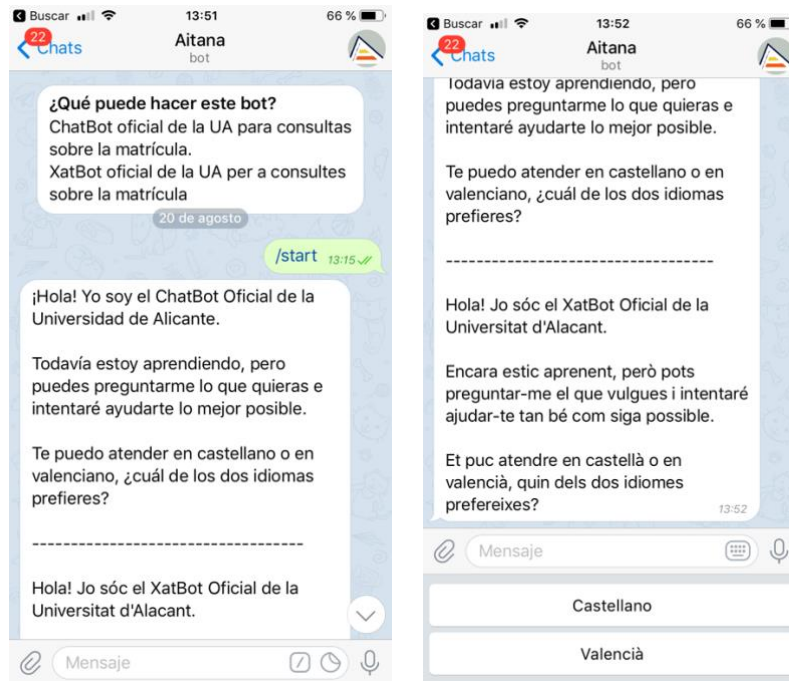 Buscar
13:51
66 %
22
Chats
Aitana
bot
¿Qué puede hacer este bot?
ChatBot oficial de la UA para consultas
sobre la matrícula.
XatBot oficial de la UA per a consultes
sobre la matrícula
20 de agosto
/start 13:15
¡Hola! Yo soy el ChatBot Oficial de la
Universidad de Alicante.
Todavía estoy aprendiendo, pero
puedes preguntarme lo que quieras e
intentaré ayudarte lo mejor posible.
Te puedo atender en castellano o en
valenciano, ¿cuál de los dos idiomas
prefieres?
-----------------------------------
Hola! Jo sóc el XatBot Oficial de la
Universitat d'Alacant.
Mensaje
Buscar
13:52
66 %
22
Chats
Aitana
bot
Todavía estoy aprendiendo, pero
puedes preguntarme lo que quieras e
intentaré ayudarte lo mejor posible.
Te puedo atender en castellano o en
valenciano, ¿cuál de los dos idiomas
prefieres?
-----------------------------------
Hola! Jo sóc el XatBot Oficial de la
Universitat d'Alacant.
Encara estic aprenent, però pots
preguntar-me el que vulgues i intentaré
ajudar-te tan bé com siga possible.
Et puc atendre en castellà o en
valencià, quin dels dos idiomes
prefereixes?
13:52
Mensaje
Castellano
Valencià